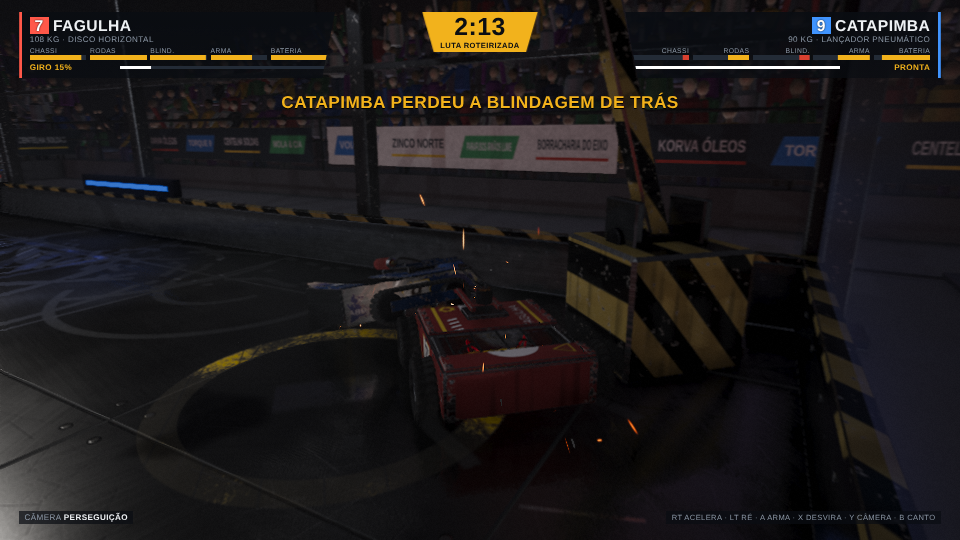 7 FAGULHA
108 KG · DISCO HORIZONTAL
CHASSI RODAS BLIND. ARMA BATERIA
GIRO 15%
2:13
LUTA ROTEIRIZADA
9 CATAPIMBA
90 KG · LANÇADOR PNEUMÁTICO
CHASSI RODAS BLIND. ARMA BATERIA
PRONTA
CATAPIMBA PERDEU A BLINDAGEM DE TRÁS
ZINCO NORTE
BORRACHARIA DO EIXO
KORVA ÓLEOS
TOR
CENTEL
CÂMERA PERSEGUIÇÃO
RT ACELERA · LT RÉ · A ARMA · X DESVIRA · Y CÂMERA · B CANTO